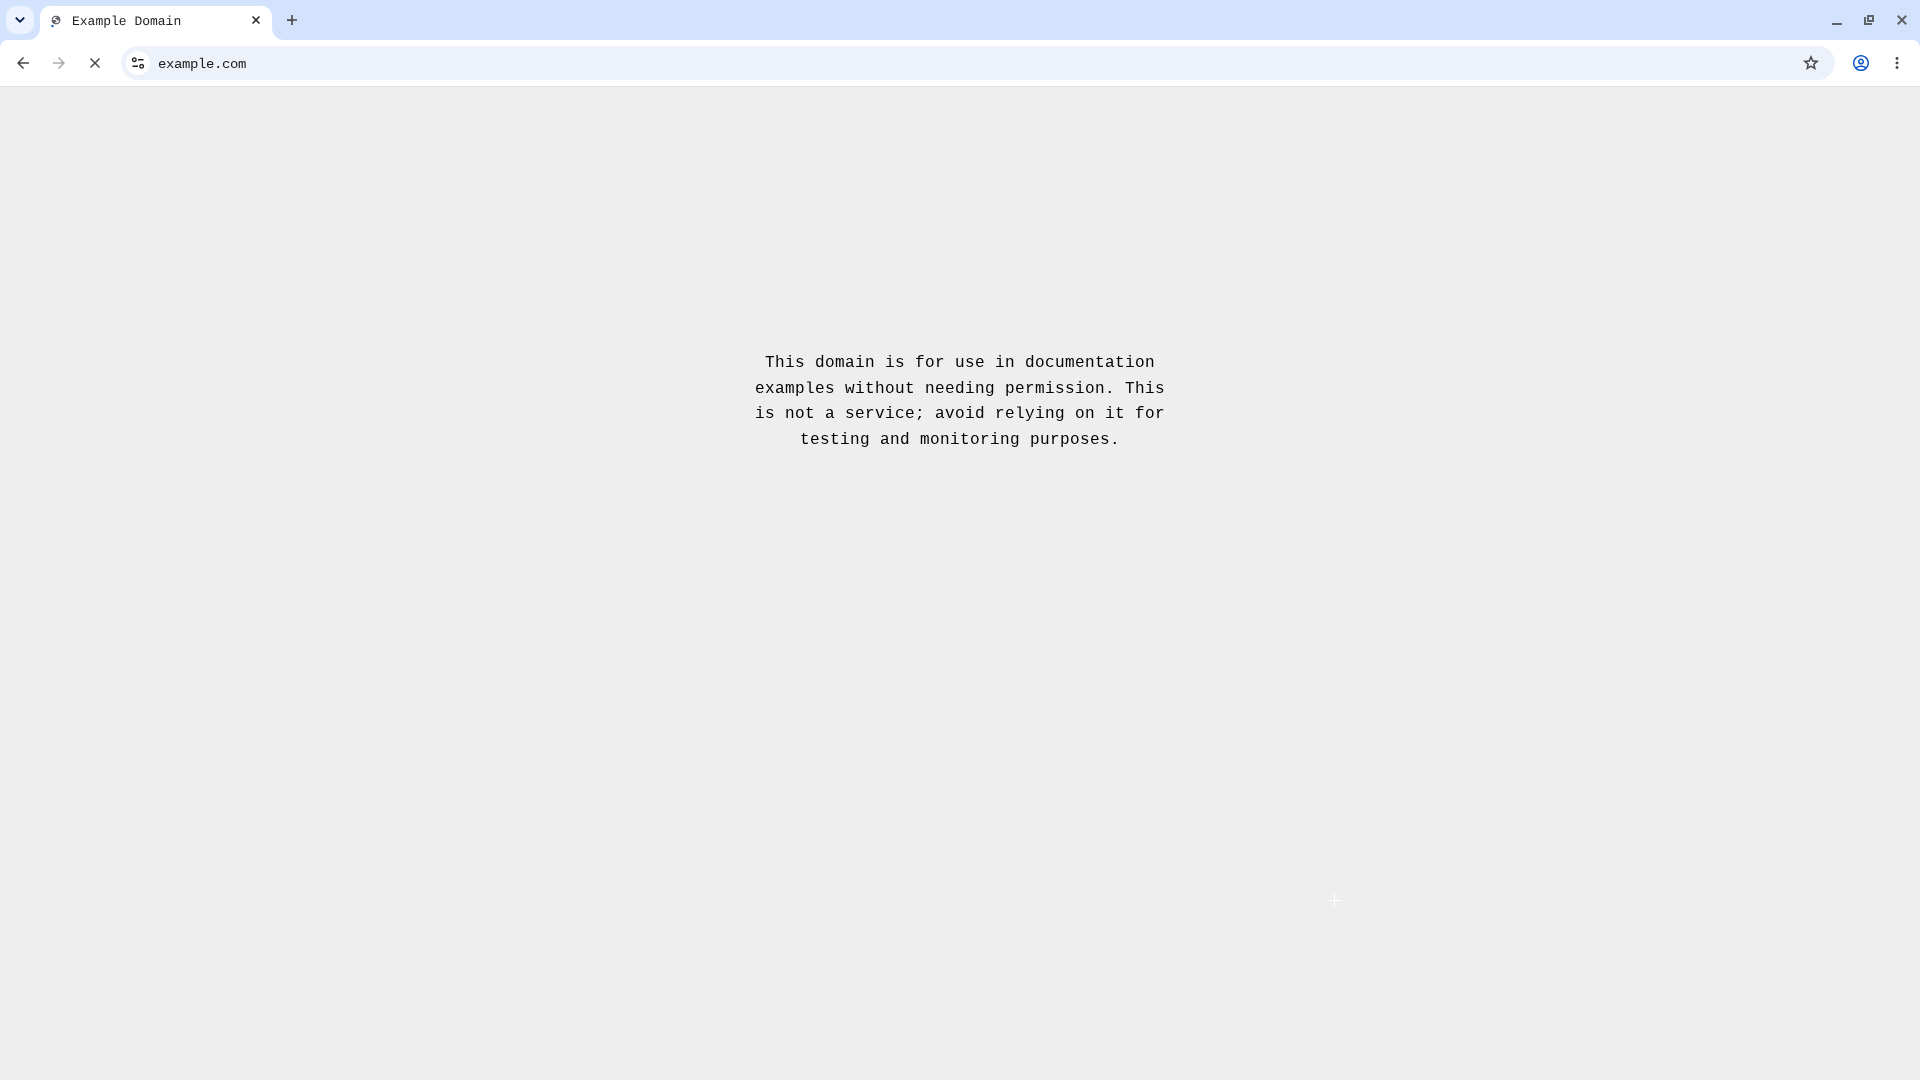 Example Domain
example.com
This domain is for use in documentation
examples without needing permission. This
is not a service; avoid relying on it for
testing and monitoring purposes.